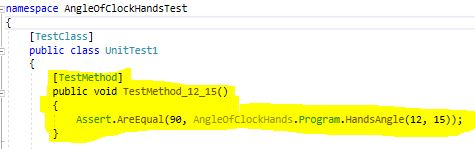 namespace AngleOfClockHandsTest
{
[TestClass]
public class UnitTest1
{
[TestMethod]
public void TestMethod_12_15()
{
Assert.AreEqual(90, AngleOfClockHands.Program.HandsAngle(12, 15));
}